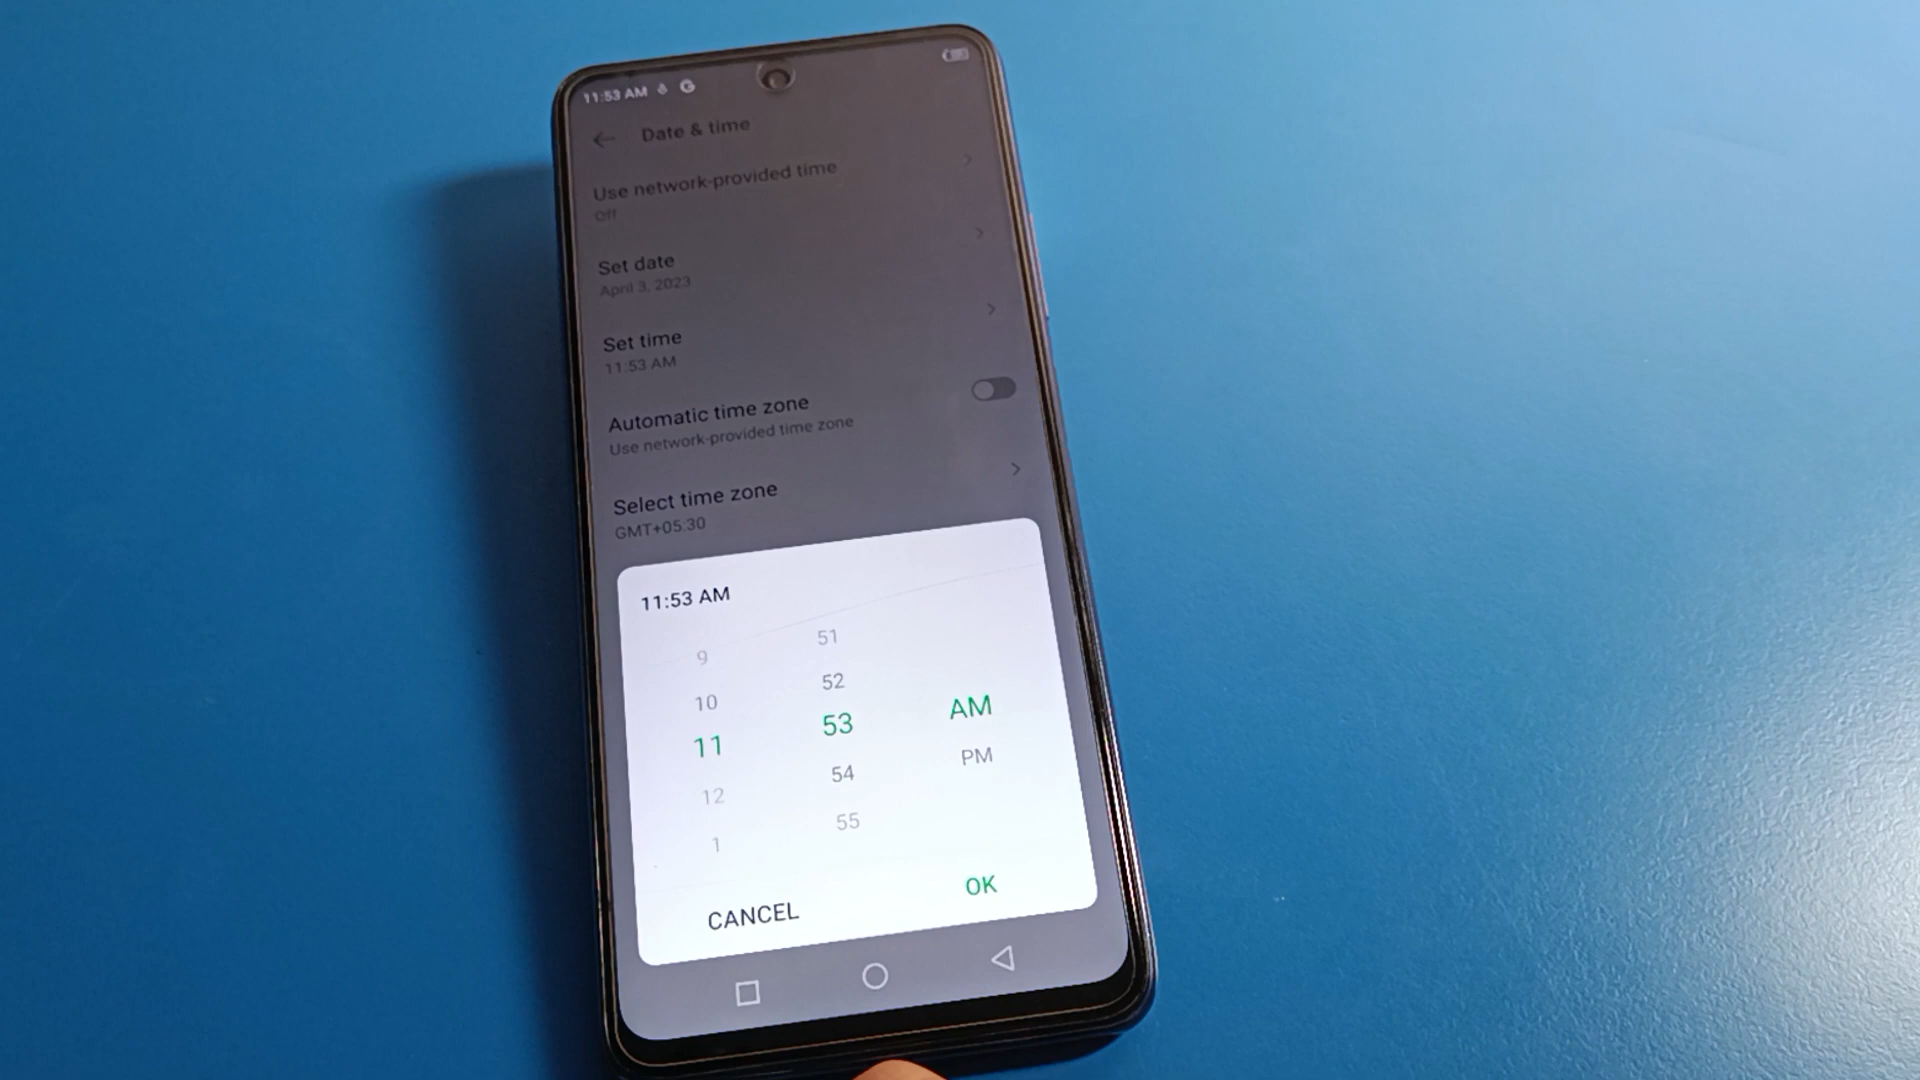 11:53 AM G
Date & time
Use network-provided time
Off
Set date
April 3, 2023
Set time
11:53 AM
Automatic time zone
Use network-provided time zone
Select time zone
GMT+05:30
11:53 AM
9 51
10 52
11 53 AM
12 54 PM
1 55
CANCEL OK